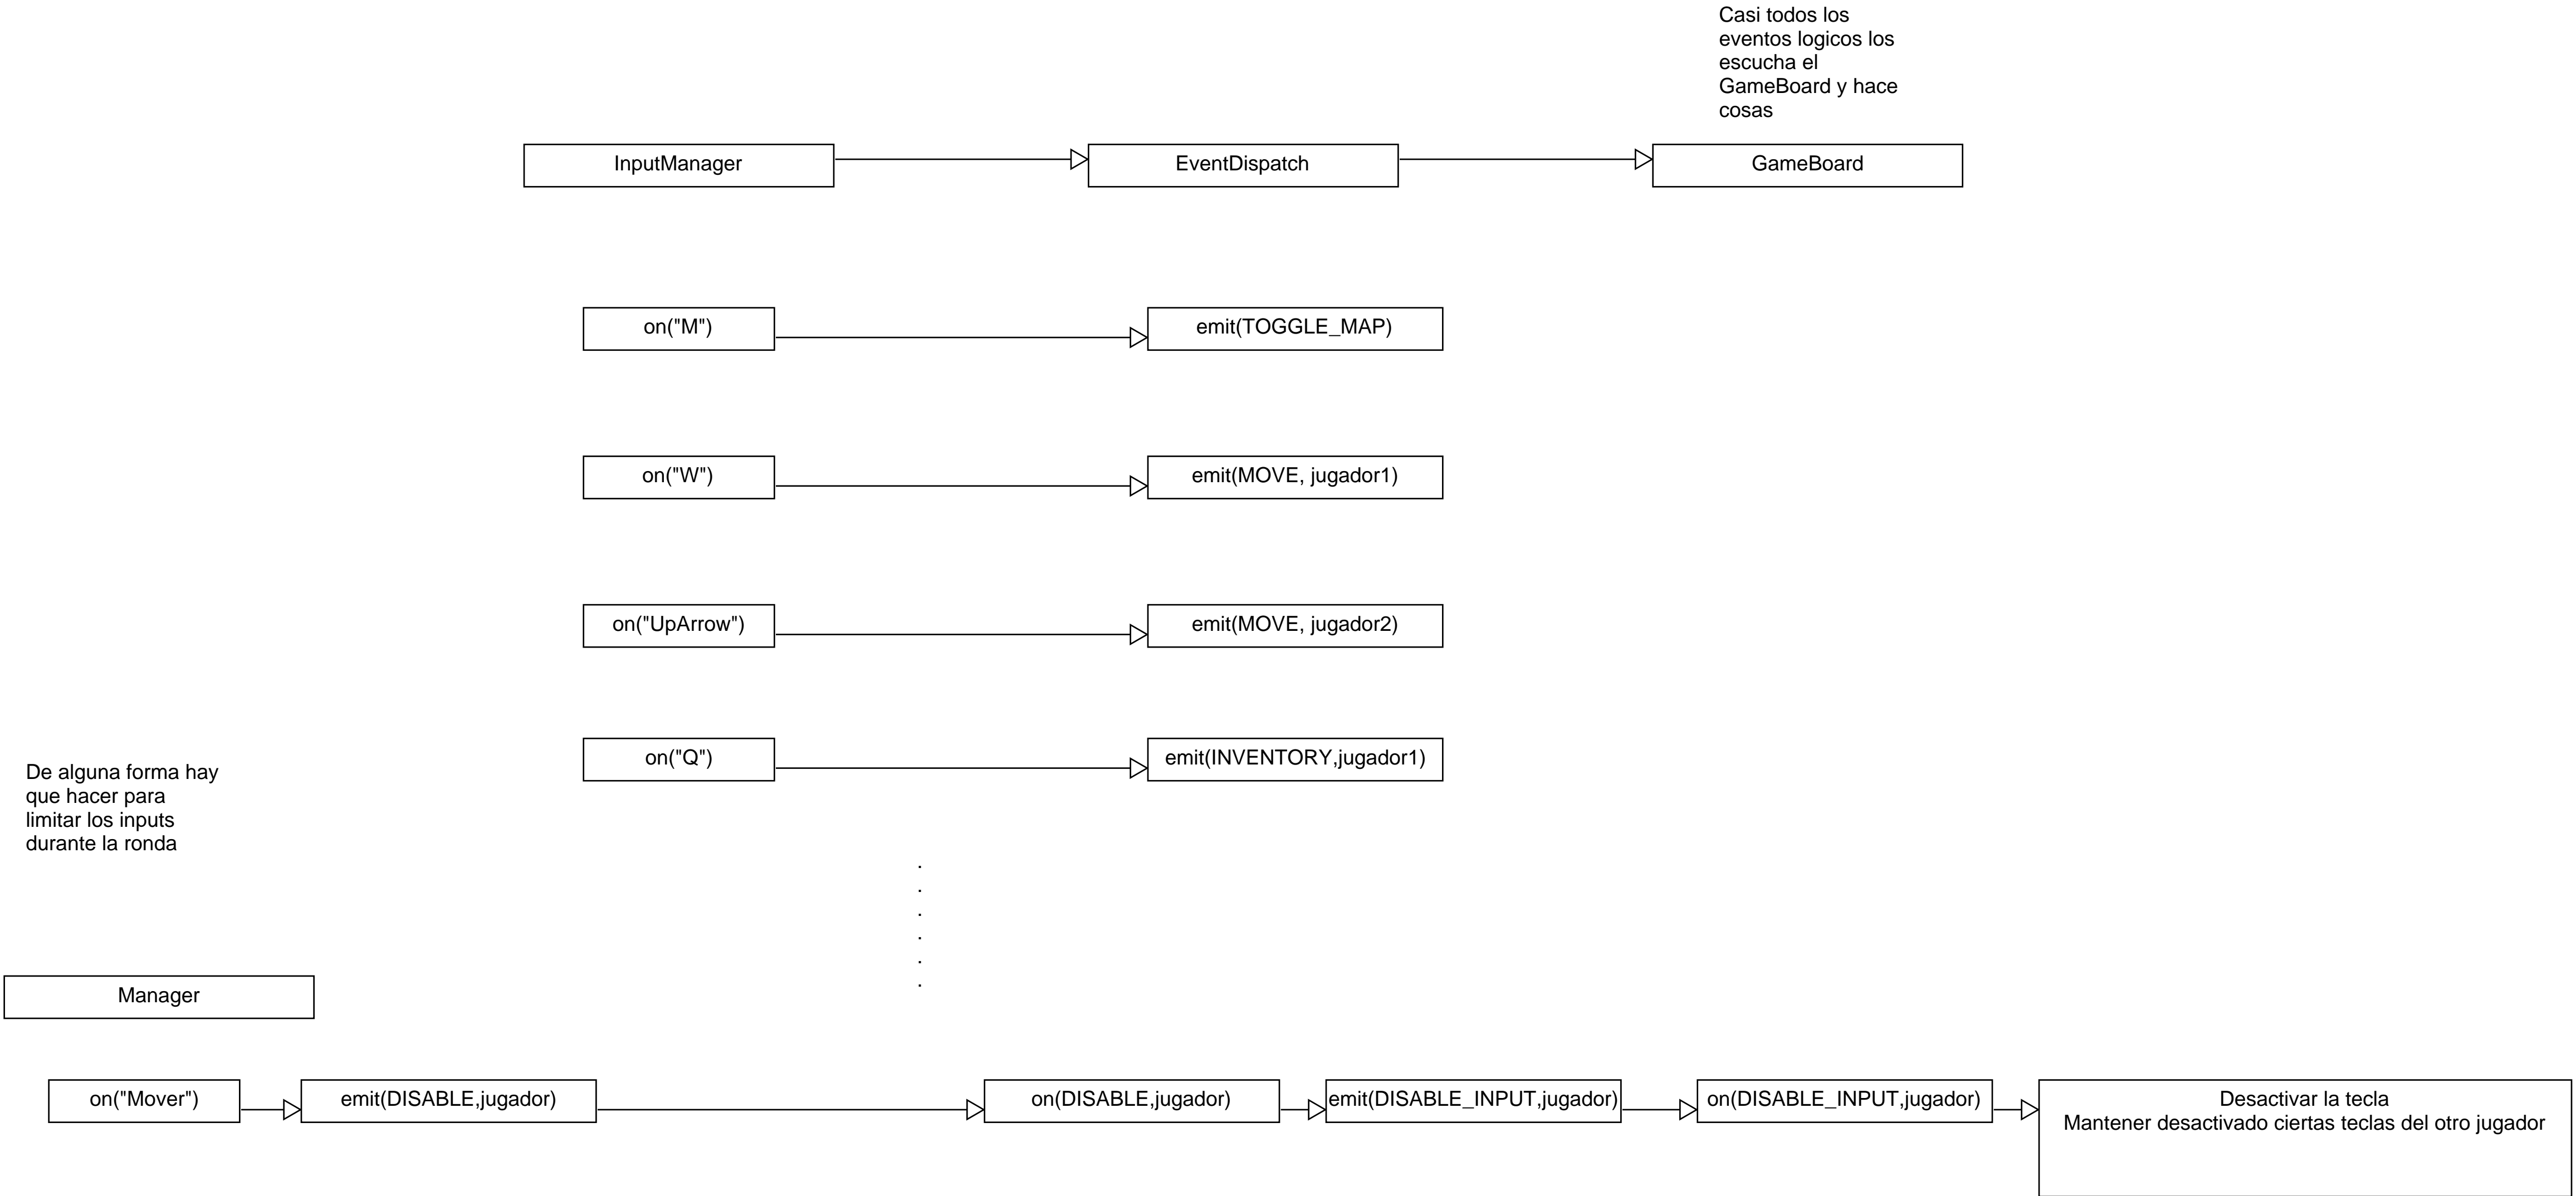 Casi todos los
eventos logicos los
escucha el
GameBoard y hace
cosas
InputManager
EventDispatch
GameBoard
on("M")
emit(TOGGLE_MAP)
on("W")
emit(MOVE, jugador1)
on("UpArrow")
emit(MOVE, jugador2)
on("Q")
emit(INVENTORY,jugador1)
De alguna forma hay
que hacer para
limitar los inputs
durante la ronda
.
.
.
.
.
.
Manager
on("Mover")
emit(DISABLE,jugador)
on(DISABLE,jugador)
emit(DISABLE_INPUT,jugador)
on(DISABLE_INPUT,jugador)
Desactivar la tecla
Mantener desactivado ciertas teclas del otro jugador